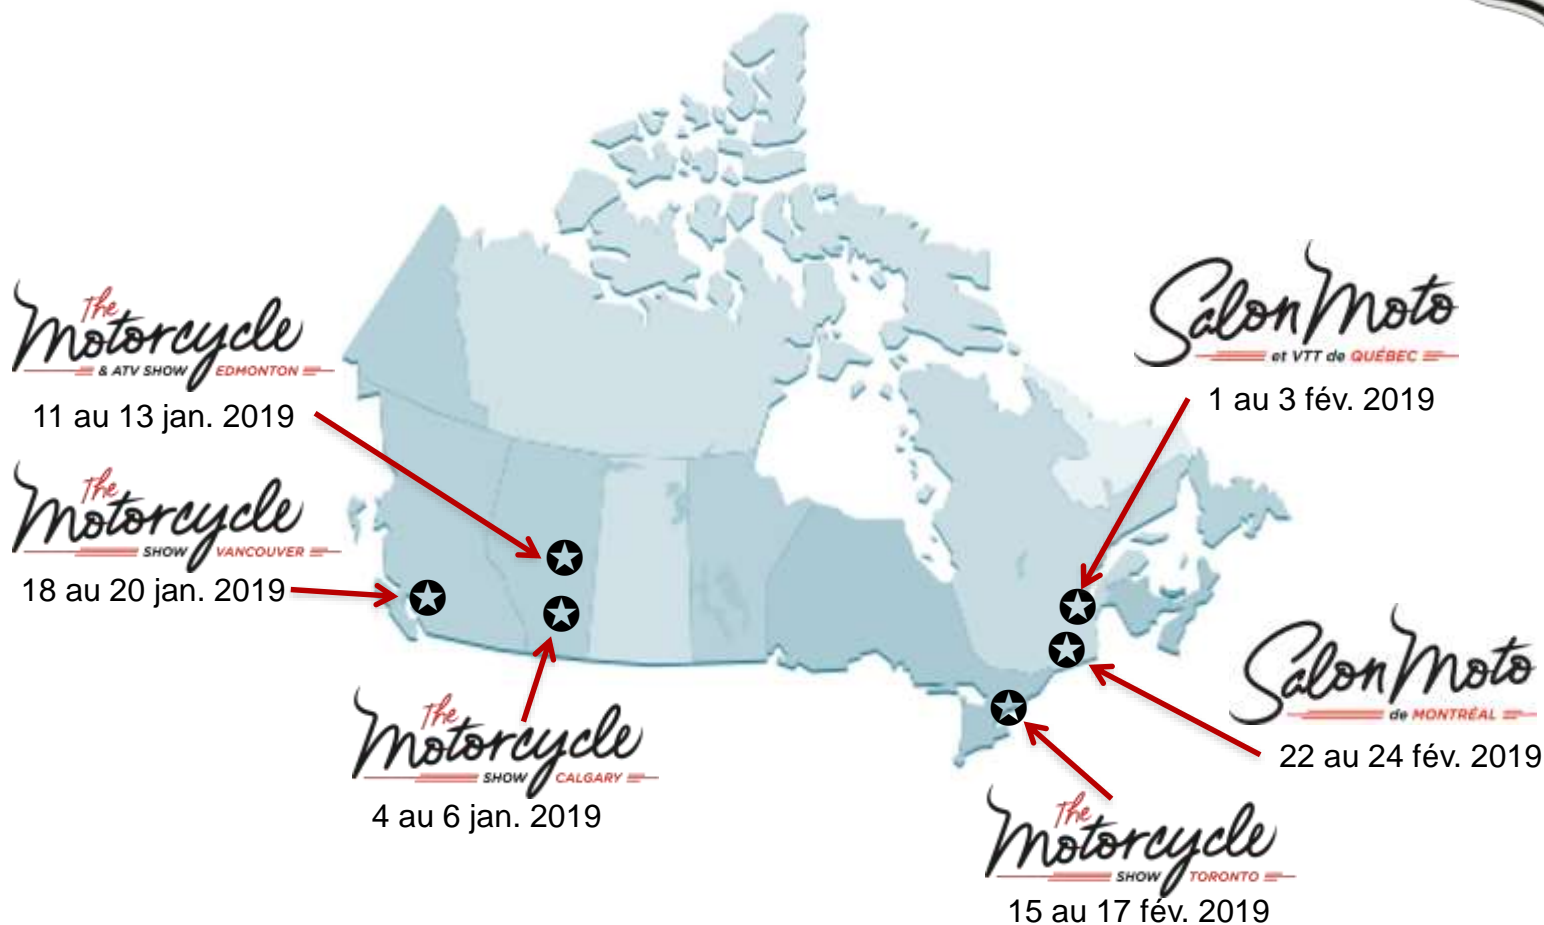 The
Motorcycle
& ATV SHOW EDMONTON
11 au 13 jan. 2019
The
Motorcycle
SHOW VANCOUVER
18 au 20 jan. 2019
The
Motorcycle
SHOW CALGARY
4 au 6 jan. 2019
Salon Moto
et VTT de QUÉBEC
1 au 3 fév. 2019
Salon Moto
de MONTRÉAL
22 au 24 fév. 2019
The
Motorcycle
SHOW TORONTO
15 au 17 fév. 2019